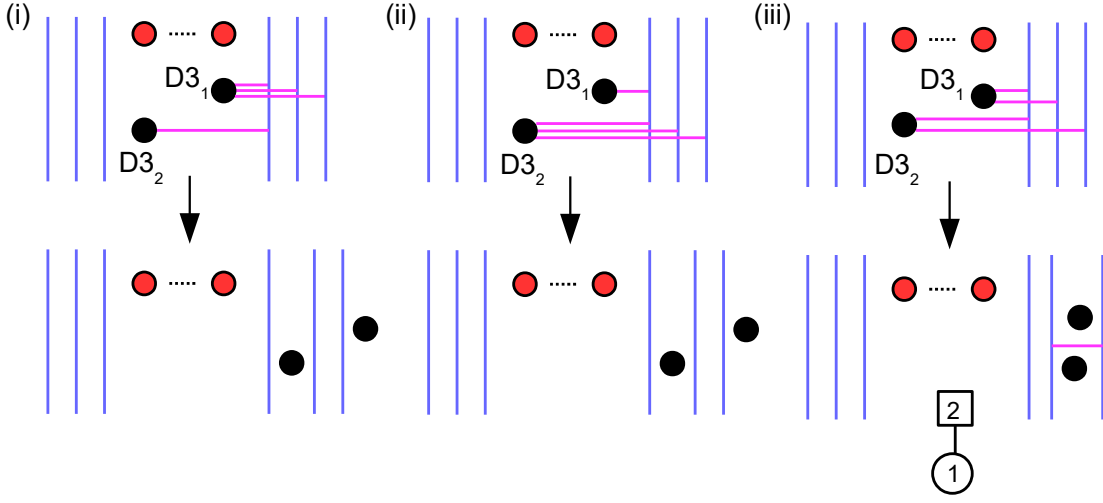 (i)
D3₁
D3₂
(ii)
D3₁
D3₂
(iii)
D3₁
D3₂
2
1